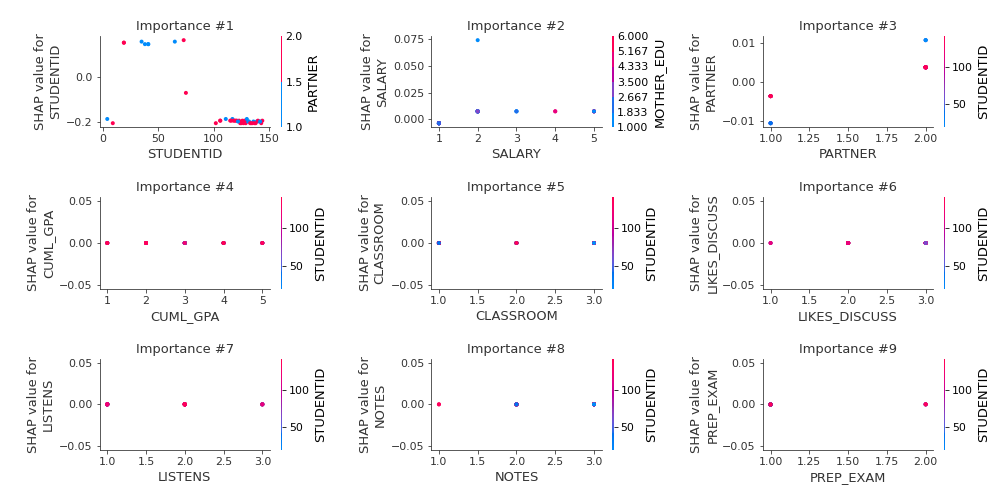 Importance #1
SHAP value for
STUDENTID
0.0
−0.2
0
50
100
150
STUDENTID
2.0
1.5
1.0
PARTNER
Importance #2
SHAP value for
SALARY
0.075
0.050
0.025
0.000
1
2
3
4
5
SALARY
6.000
5.167
4.333
3.500
2.667
1.833
1.000
MOTHER_EDU
Importance #3
SHAP value for
PARTNER
0.01
0.00
−0.01
1.00
1.25
1.50
1.75
2.00
PARTNER
100
50
STUDENTID
Importance #4
SHAP value for
CUML_GPA
0.05
0.00
−0.05
1
2
3
4
5
CUML_GPA
100
50
STUDENTID
Importance #5
SHAP value for
CLASSROOM
0.05
0.00
−0.05
1.0
1.5
2.0
2.5
3.0
CLASSROOM
100
50
STUDENTID
Importance #6
SHAP value for
LIKES_DISCUSS
0.05
0.00
−0.05
1.0
1.5
2.0
2.5
3.0
LIKES_DISCUSS
100
50
STUDENTID
Importance #7
SHAP value for
LISTENS
0.05
0.00
−0.05
1.0
1.5
2.0
2.5
3.0
LISTENS
100
50
STUDENTID
Importance #8
SHAP value for
NOTES
0.05
0.00
−0.05
1.0
1.5
2.0
2.5
3.0
NOTES
100
50
STUDENTID
Importance #9
SHAP value for
PREP_EXAM
0.05
0.00
−0.05
1.00
1.25
1.50
1.75
2.00
PREP_EXAM
100
50
STUDENTID